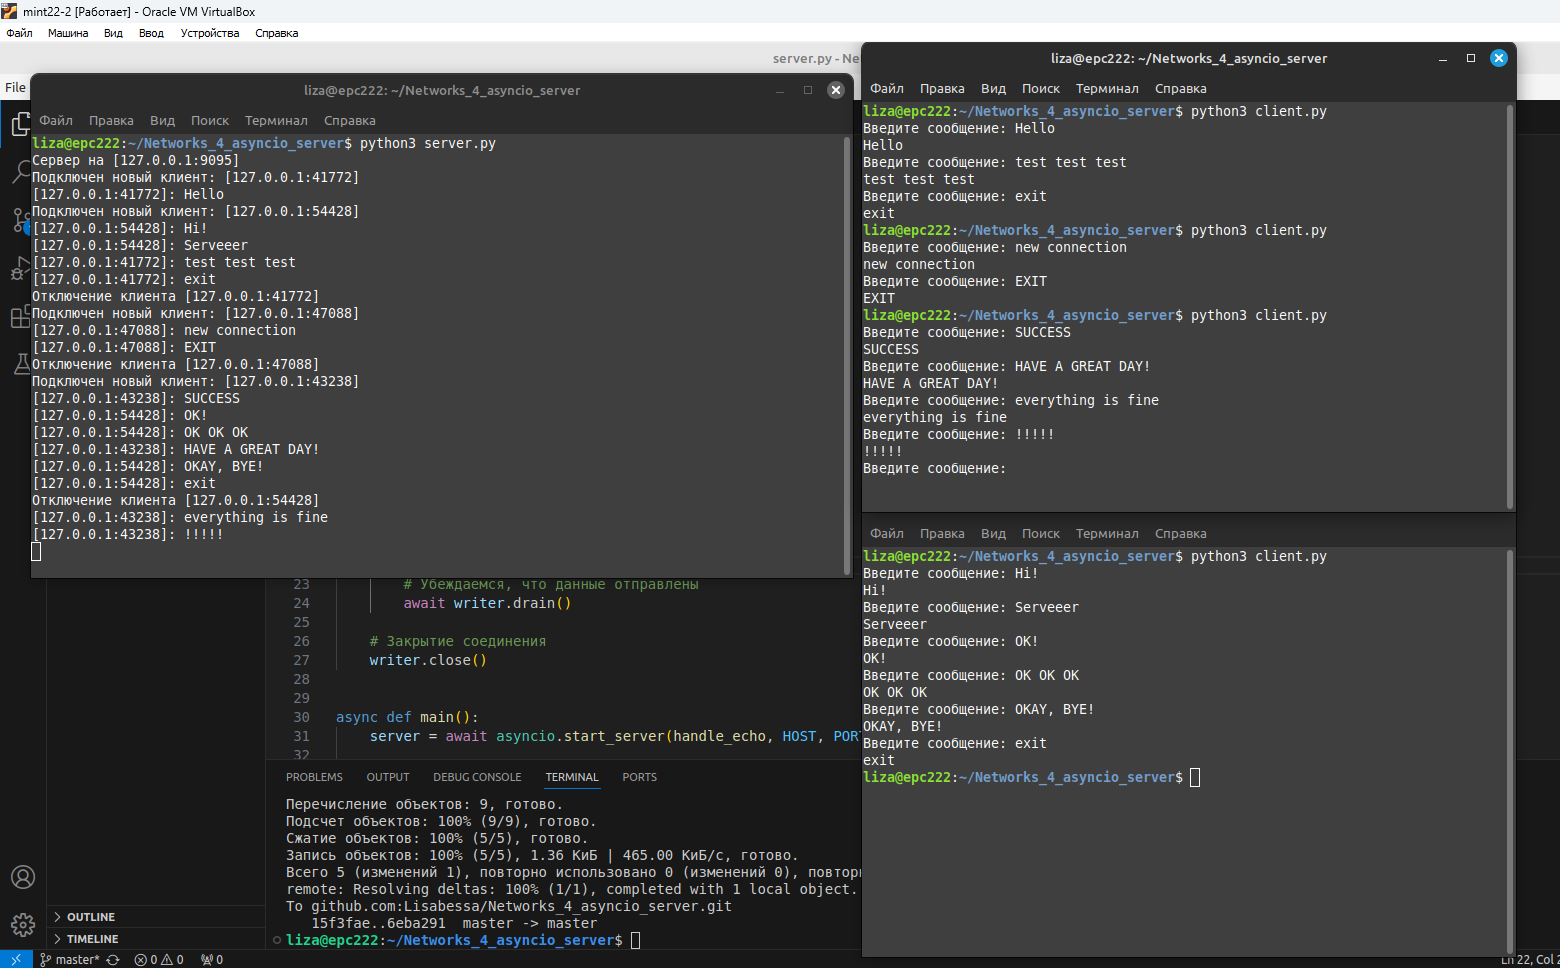 mint22-2 [Работает] - Oracle VM VirtualBox
Файл Машина Вид Ввод Устройства Справка
server.py - Ne
File
liza@epc222: ~/Networks_4_asyncio_server
Файл Правка Вид Поиск Терминал Справка
liza@epc222:~/Networks_4_asyncio_server$ python3 server.py
Сервер на [127.0.0.1:9095]
Подключен новый клиент: [127.0.0.1:41772]
[127.0.0.1:41772]: Hello
Подключен новый клиент: [127.0.0.1:54428]
[127.0.0.1:54428]: Hi!
[127.0.0.1:54428]: Serveeer
[127.0.0.1:41772]: test test test
[127.0.0.1:41772]: exit
Отключение клиента [127.0.0.1:41772]
Подключен новый клиент: [127.0.0.1:47088]
[127.0.0.1:47088]: new connection
[127.0.0.1:47088]: EXIT
Отключение клиента [127.0.0.1:47088]
Подключен новый клиент: [127.0.0.1:43238]
[127.0.0.1:43238]: SUCCESS
[127.0.0.1:54428]: OK!
[127.0.0.1:54428]: OK OK OK
[127.0.0.1:43238]: HAVE A GREAT DAY!
[127.0.0.1:54428]: OKAY, BYE!
[127.0.0.1:54428]: exit
Отключение клиента [127.0.0.1:54428]
[127.0.0.1:43238]: everything is fine
[127.0.0.1:43238]: !!!!!
liza@epc222: ~/Networks_4_asyncio_server
Файл Правка Вид Поиск Терминал Справка
liza@epc222:~/Networks_4_asyncio_server$ python3 client.py
Введите сообщение: Hello
Hello
Введите сообщение: test test test
test test test
Введите сообщение: exit
exit
liza@epc222:~/Networks_4_asyncio_server$ python3 client.py
Введите сообщение: new connection
new connection
Введите сообщение: EXIT
EXIT
liza@epc222:~/Networks_4_asyncio_server$ python3 client.py
Введите сообщение: SUCCESS
SUCCESS
Введите сообщение: HAVE A GREAT DAY!
HAVE A GREAT DAY!
Введите сообщение: everything is fine
everything is fine
Введите сообщение: !!!!!
!!!!!
Введите сообщение:
Файл Правка Вид Поиск Терминал Справка
liza@epc222:~/Networks_4_asyncio_server$ python3 client.py
Введите сообщение: Hi!
Hi!
Введите сообщение: Serveeer
Serveeer
Введите сообщение: OK!
OK!
Введите сообщение: OK OK OK
OK OK OK
Введите сообщение: OKAY, BYE!
OKAY, BYE!
Введите сообщение: exit
exit
liza@epc222:~/Networks_4_asyncio_server$
23 # Убеждаемся, что данные отправлены
24 await writer.drain()
25
26 # Закрытие соединения
27 writer.close()
28
29
30 async def main():
31 server = await asyncio.start_server(handle_echo, HOST, PORT
32
PROBLEMS OUTPUT DEBUG CONSOLE TERMINAL PORTS
Перечисление объектов: 9, готово.
Подсчет объектов: 100% (9/9), готово.
Сжатие объектов: 100% (5/5), готово.
Запись объектов: 100% (5/5), 1.36 КиБ | 465.00 КиБ/с, готово.
Всего 5 (изменений 1), повторно использовано 0 (изменений 0), повтор
remote: Resolving deltas: 100% (1/1), completed with 1 local object.
To github.com:Lisabessa/Networks_4_asyncio_server.git
15f3fae..6eba291 master -> master
liza@epc222:~/Networks_4_asyncio_server$
OUTLINE
TIMELINE
master* 0 0 0
Ln 22, Col 2